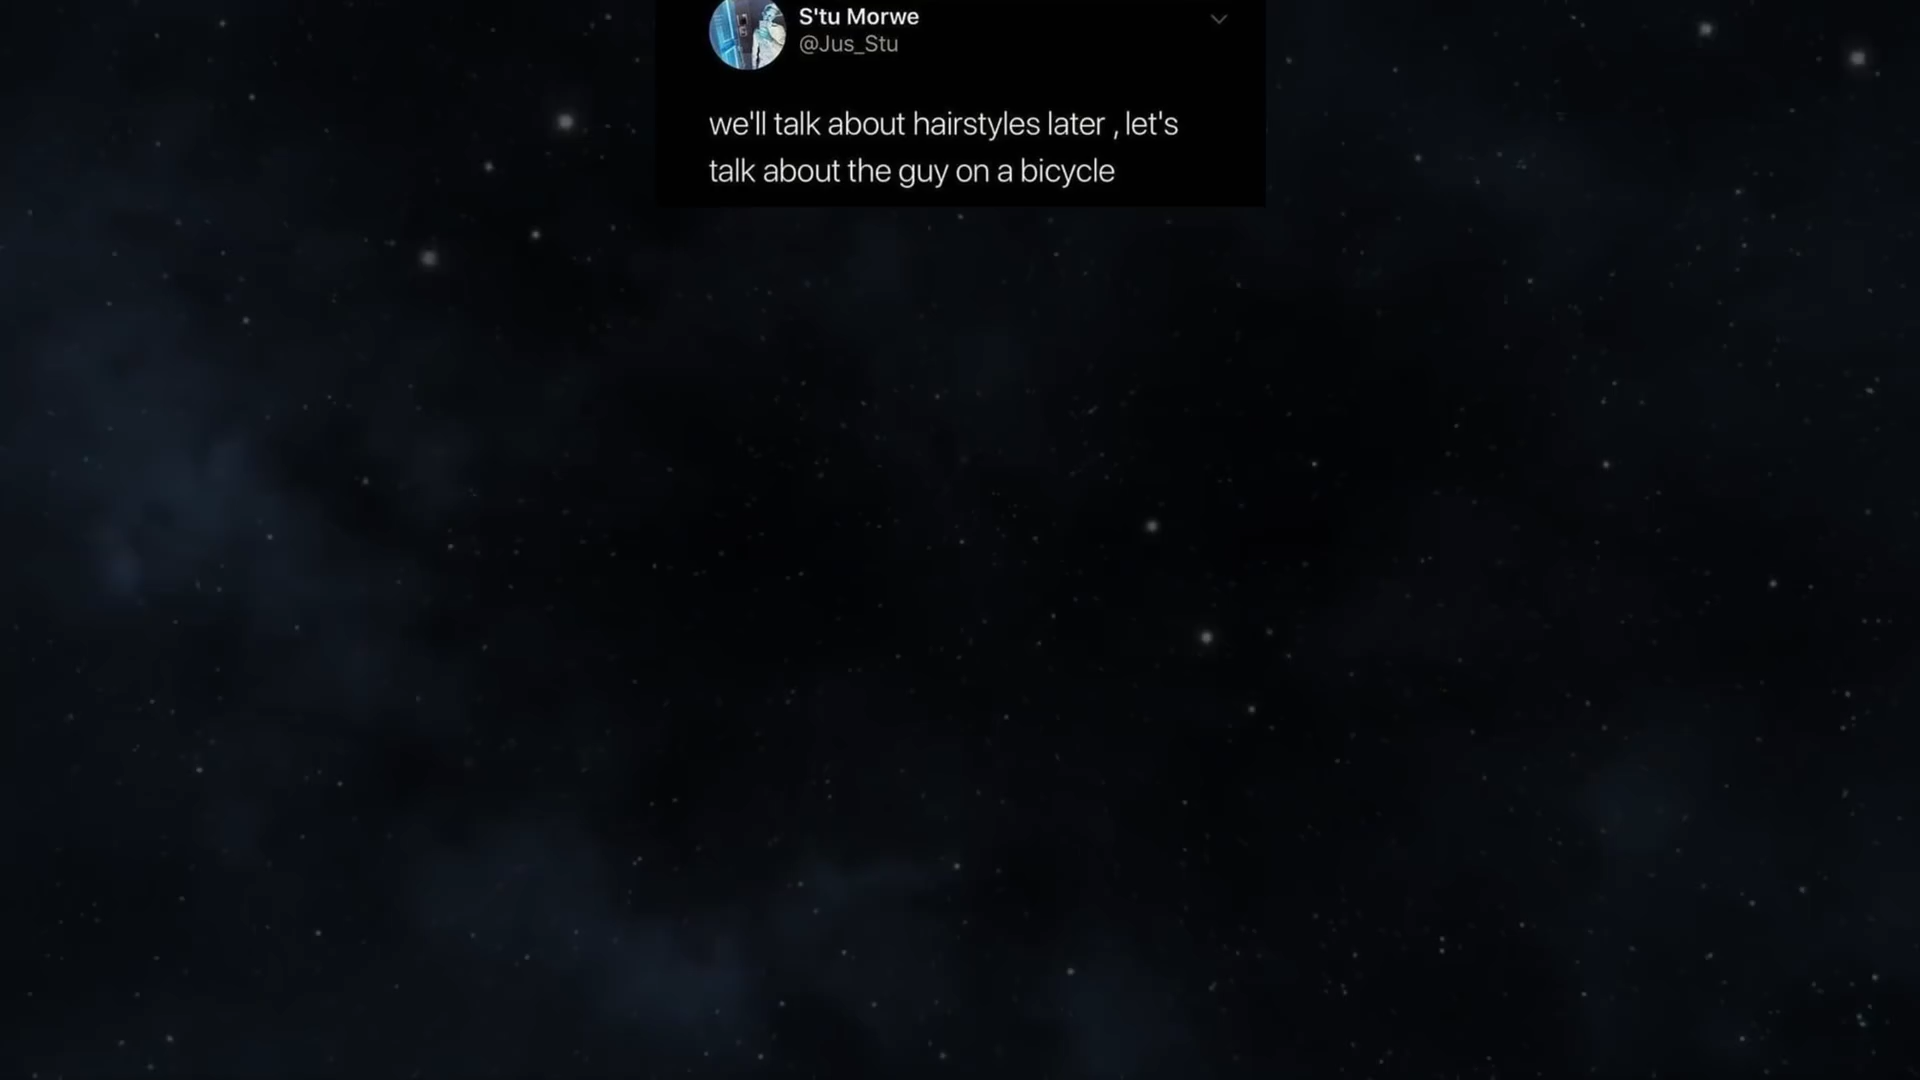 S'tu Morwe
@Jus_Stu
we'll talk about hairstyles later , let's
talk about the guy on a bicycle